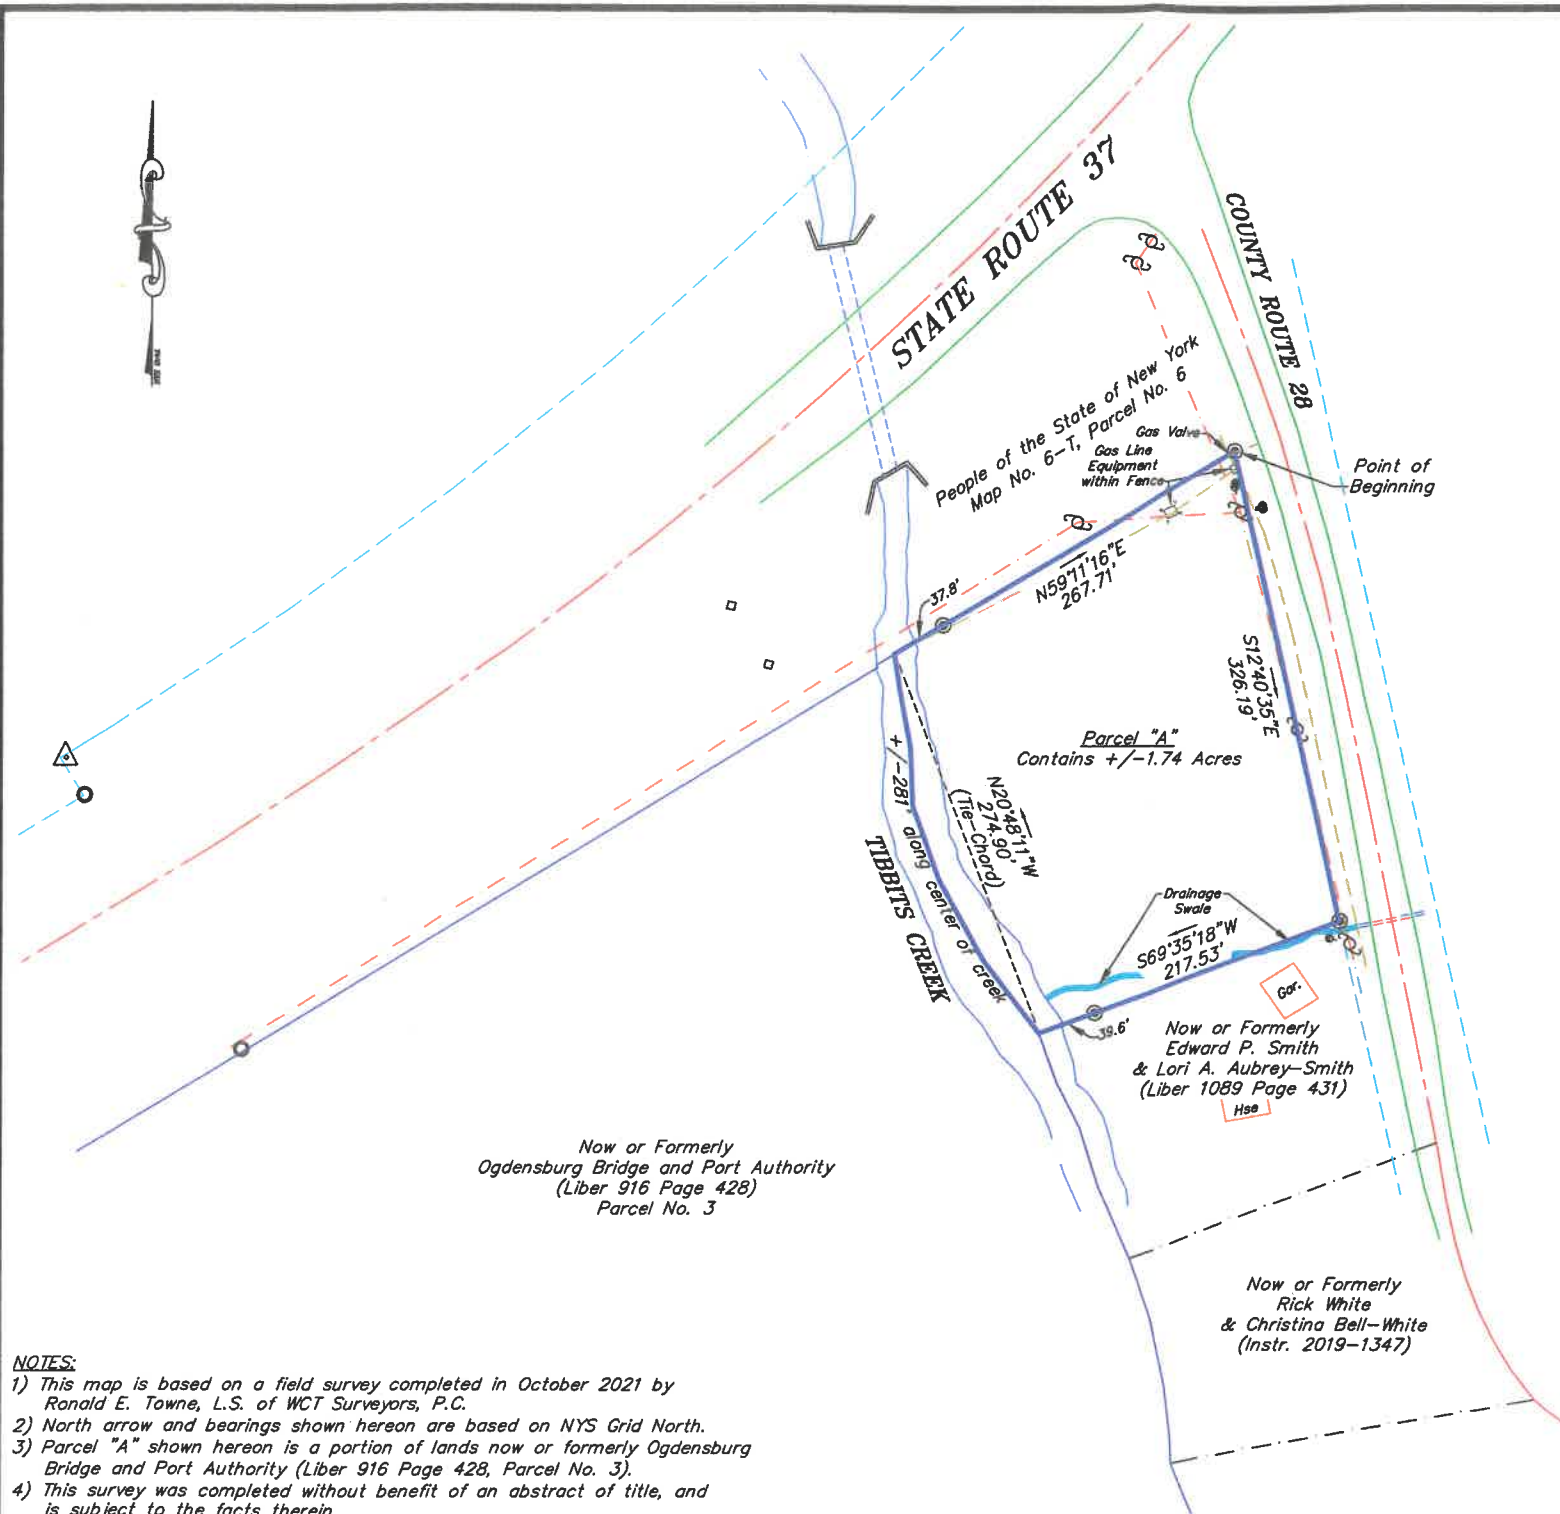 STATE ROUTE 37
COUNTY ROUTE 28
People of the State of New York
Map No. 6-T, Parcel No. 6
Gas Valve
Gas Line
Equipment
within Fence
Point of
Beginning
N59°11'16"E
267.71'
37.8'
S12°40'35"E
326.19'
Parcel "A"
Contains +/-1.74 Acres
N20°48'11"W
274.90'
(Tie-Chord)
+/-281' along center of creek
TIBBITS CREEK
Drainage
Swale
S69°35'18"W
217.53'
39.6'
Gar.
Now or Formerly
Edward P. Smith
& Lori A. Aubrey-Smith
(Liber 1089 Page 431)
Hse
Now or Formerly
Ogdensburg Bridge and Port Authority
(Liber 916 Page 428)
Parcel No. 3
Now or Formerly
Rick White
& Christina Bell-White
(Instr. 2019-1347)
NOTES:
1) This map is based on a field survey completed in October 2021 by
Ronald E. Towne, L.S. of WCT Surveyors, P.C.
2) North arrow and bearings shown hereon are based on NYS Grid North.
3) Parcel "A" shown hereon is a portion of lands now or formerly Ogdensburg
Bridge and Port Authority (Liber 916 Page 428, Parcel No. 3).
4) This survey was completed without benefit of an abstract of title, and
is subject to the facts therein